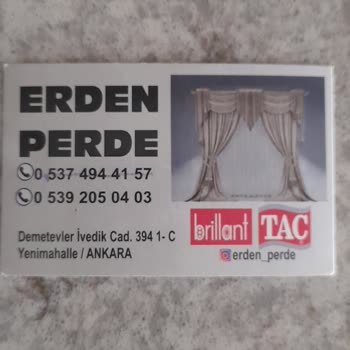 ERDEN
PERDE
0 537 494 41 57
0 539 205 04 03
brillant TAÇ
Demetevler İvedik Cad. 394 1- C
Yenimahalle / ANKARA
erden_perde